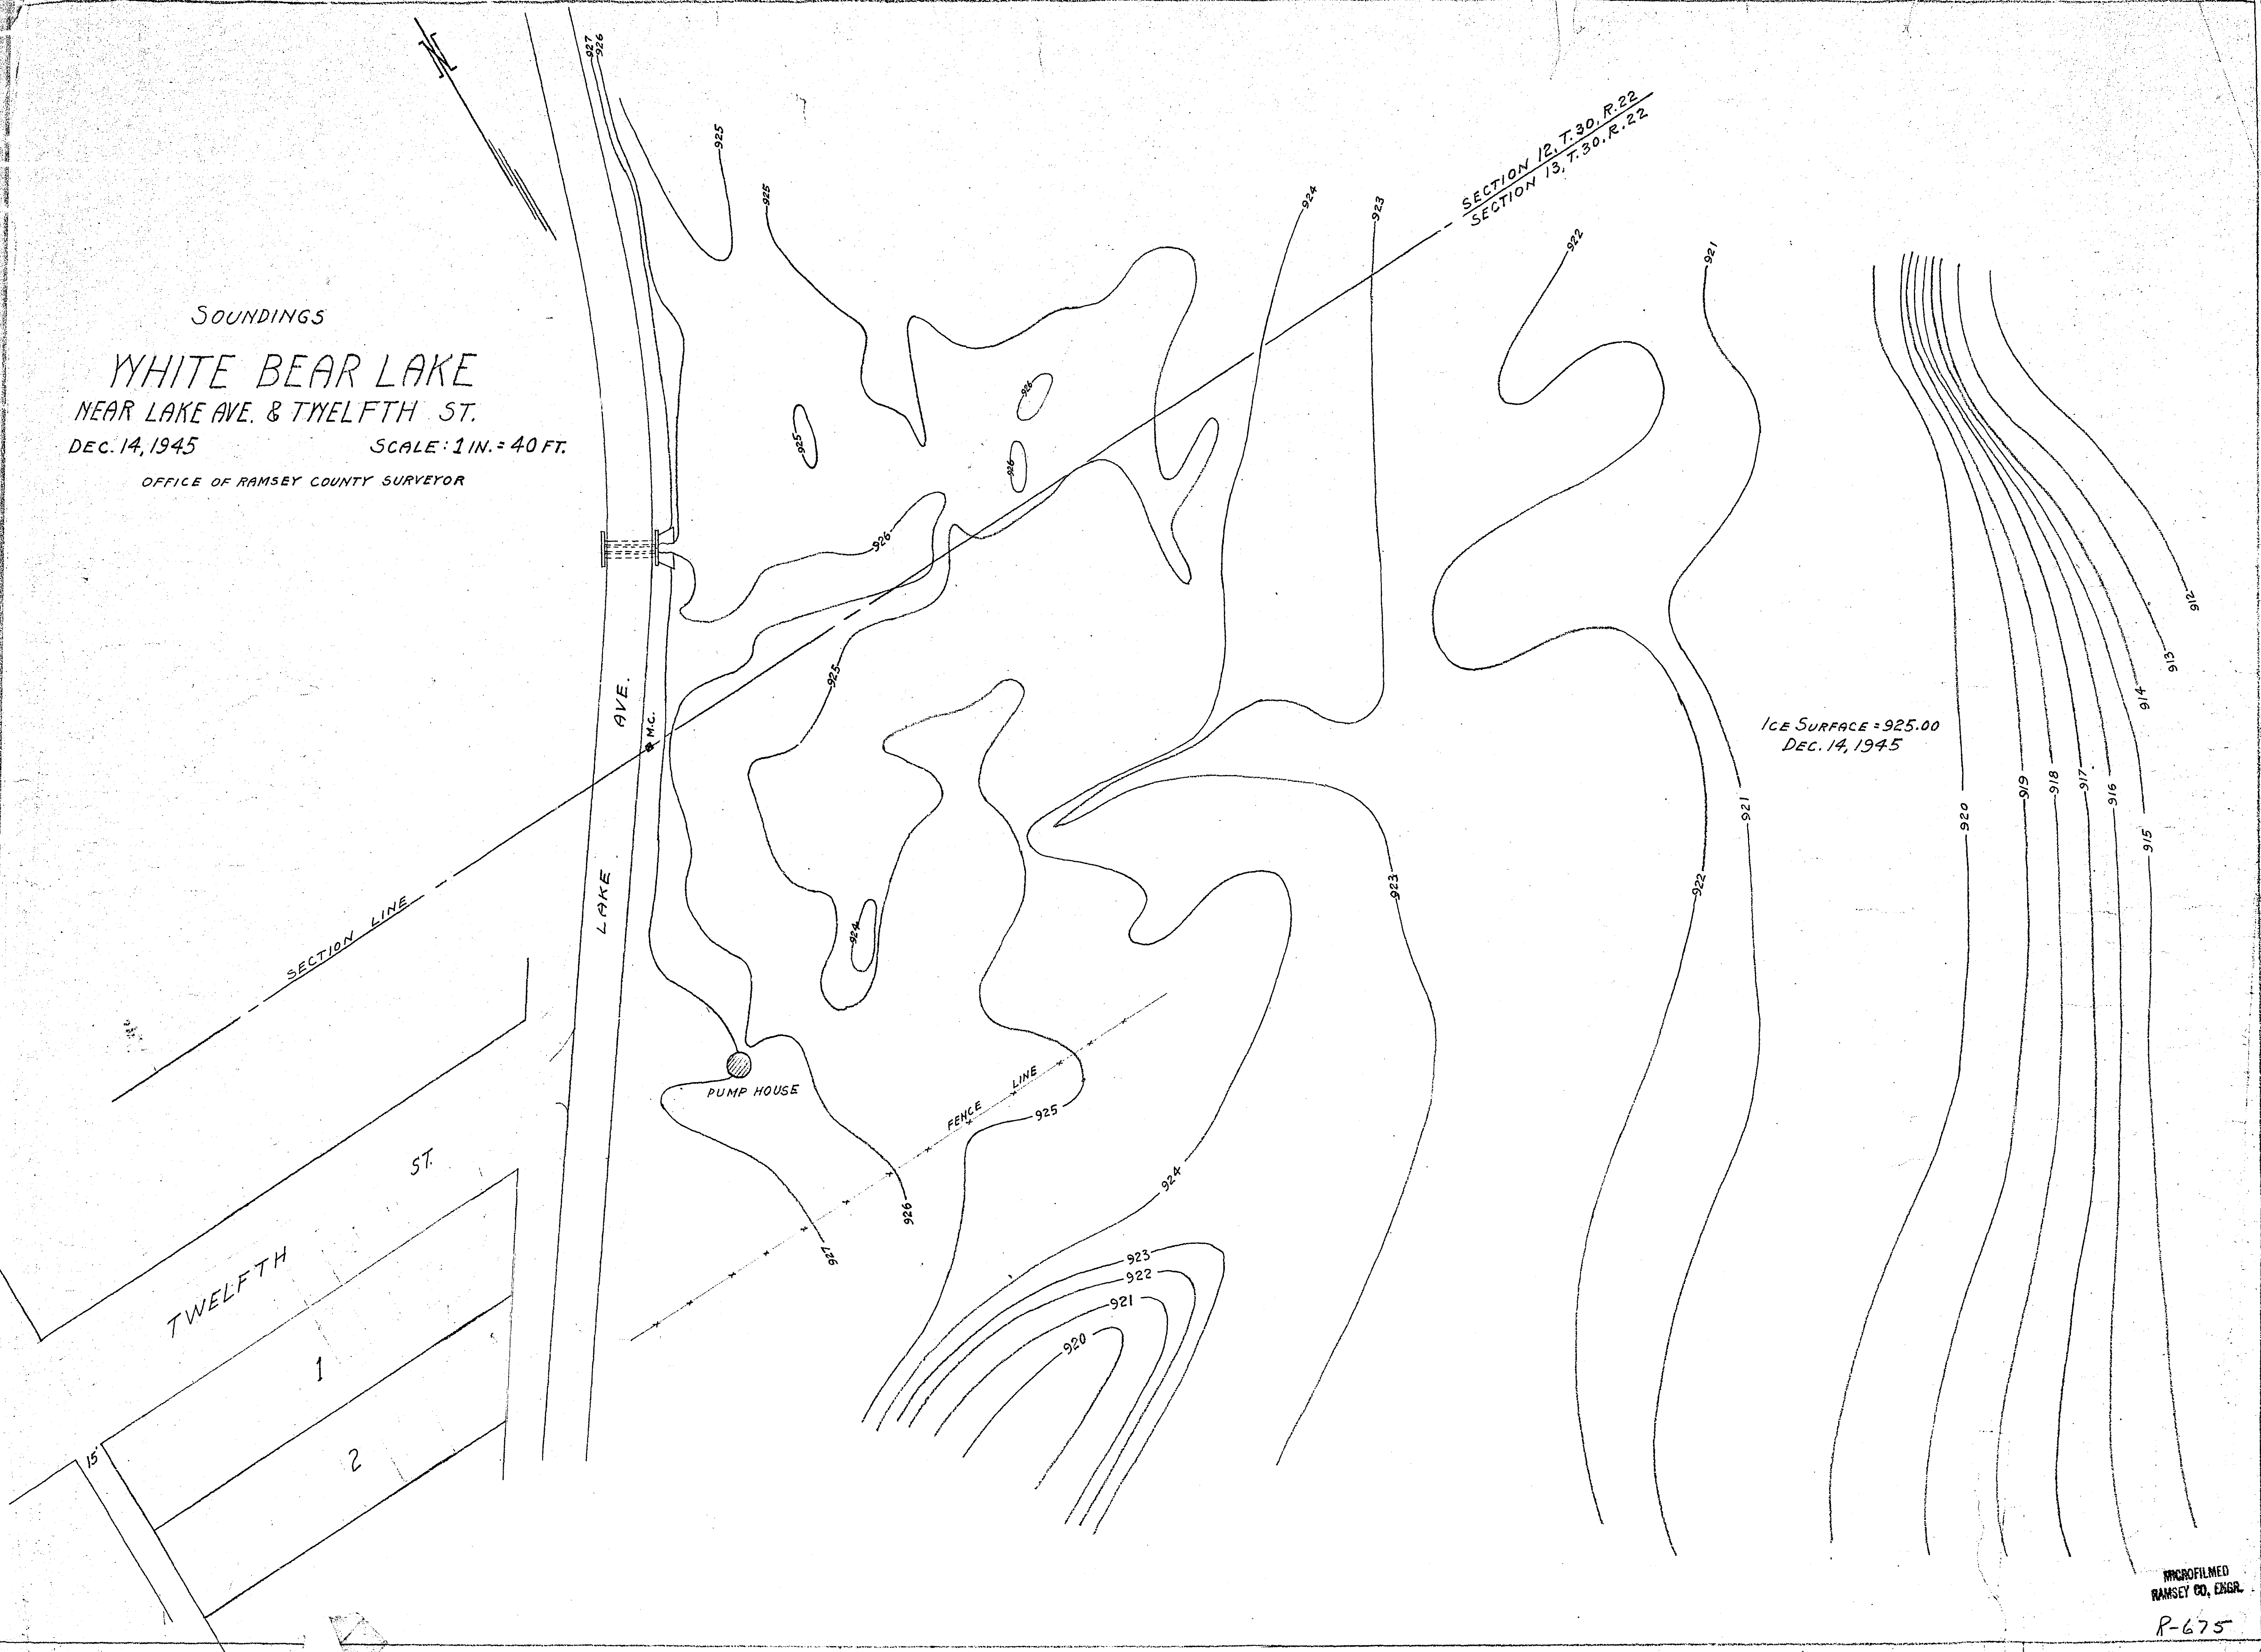 N
SOUNDINGS
WHITE BEAR LAKE
NEAR LAKE AVE. & TWELFTH ST.
DEC. 14, 1945 SCALE: 1 IN. = 40 FT.
OFFICE OF RAMSEY COUNTY SURVEYOR
927
926
925
925
SECTION 12, T.30, R.22
SECTION 13, T.30, R.22
924
923
922
921
925
926
926
926
925
912
913
914
ICE SURFACE = 925.00
DEC. 14, 1945
AVE.
M.C.
LAKE
SECTION LINE
924
923
922
921
920
919
918
917
916
915
PUMP HOUSE
FENCE LINE
925
924
926
927
923
922
921
920
TWELFTH ST.
1
2
15'
MICROFILMED
RAMSEY CO, ENGR.
R-675